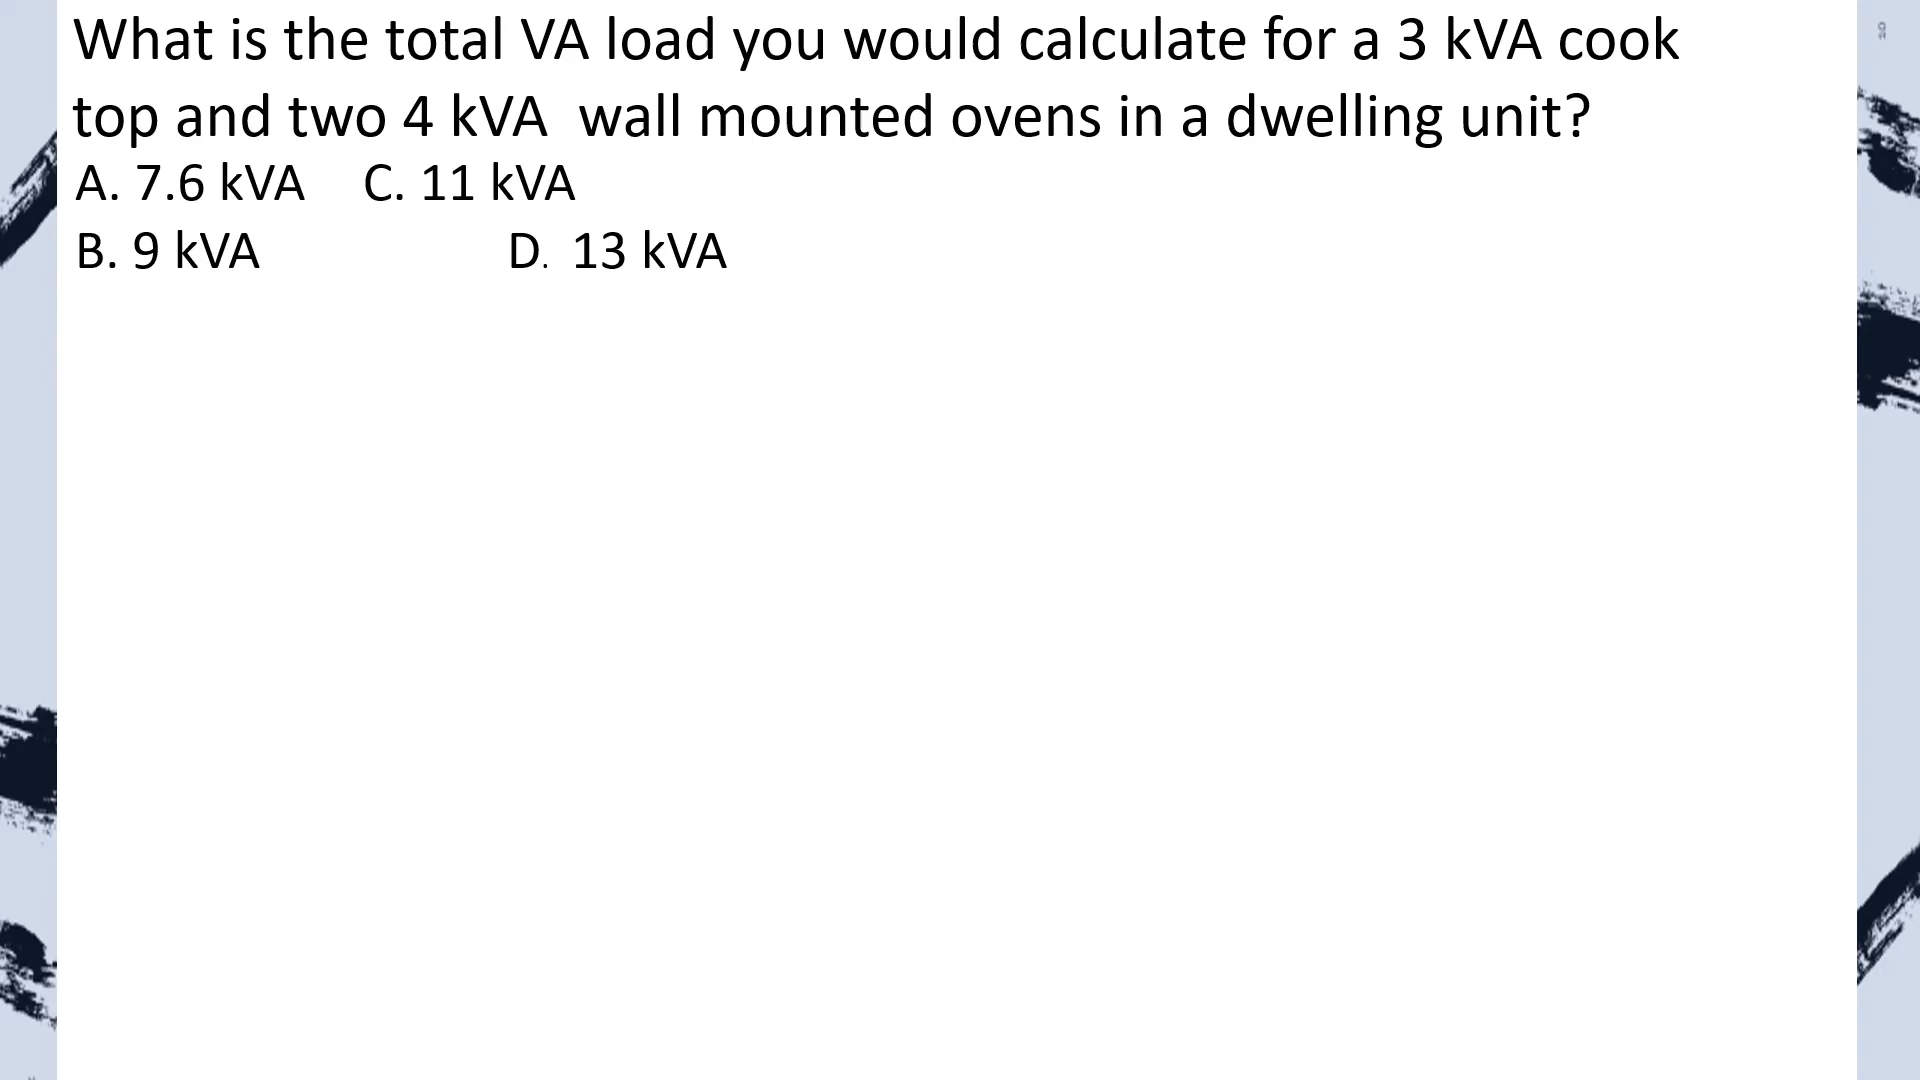 What is the total VA load you would calculate for a 3 kVA cook
top and two 4 kVA  wall mounted ovens in a dwelling unit?
A. 7.6 kVA    C. 11 kVA
B. 9 kVA    D.  13 kVA